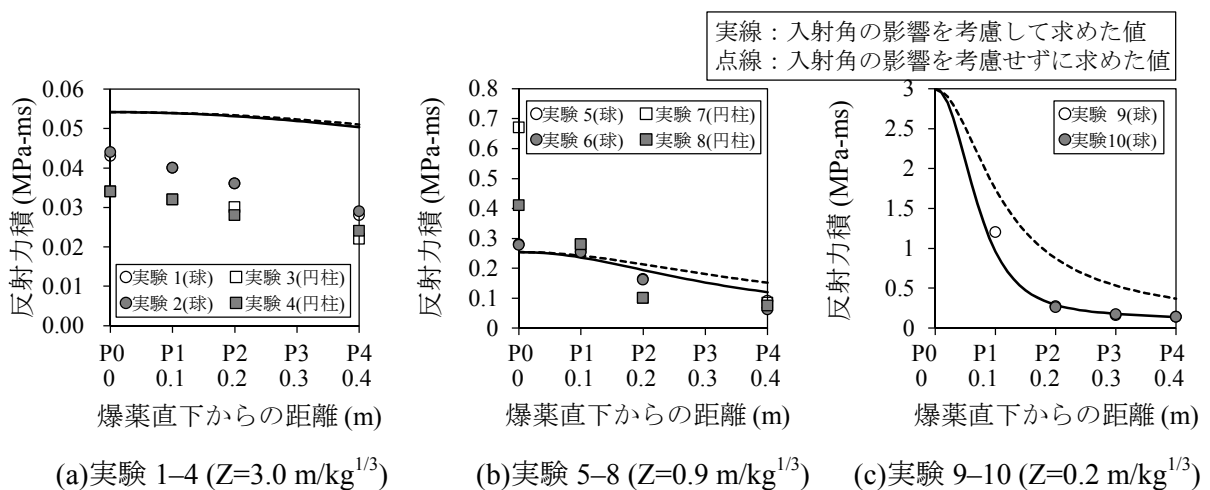 実線：入射角の影響を考慮して求めた値
点線：入射角の影響を考慮せずに求めた値
反射力積 (MPa-ms)
0.06
0.05
0.04
0.03
0.02
0.01
0.00
○実験 1(球) □実験 3(円柱)
●実験 2(球) ■実験 4(円柱)
P0 P1 P2 P3 P4
0 0.1 0.2 0.3 0.4
爆薬直下からの距離 (m)
(a)実験 1–4 (Z=3.0 m/kg^{1/3})
反射力積 (MPa-ms)
0.8
0.7
0.6
0.5
0.4
0.3
0.2
0.1
0
○実験 5(球) □実験 7(円柱)
●実験 6(球) ■実験 8(円柱)
P0 P1 P2 P3 P4
0 0.1 0.2 0.3 0.4
爆薬直下からの距離 (m)
(b)実験 5–8 (Z=0.9 m/kg^{1/3})
反射力積 (MPa-ms)
3
2.5
2
1.5
1
0.5
0
○実験 9(球)
●実験10(球)
P0 P1 P2 P3 P4
0 0.1 0.2 0.3 0.4
爆薬直下からの距離 (m)
(c)実験 9–10 (Z=0.2 m/kg^{1/3})